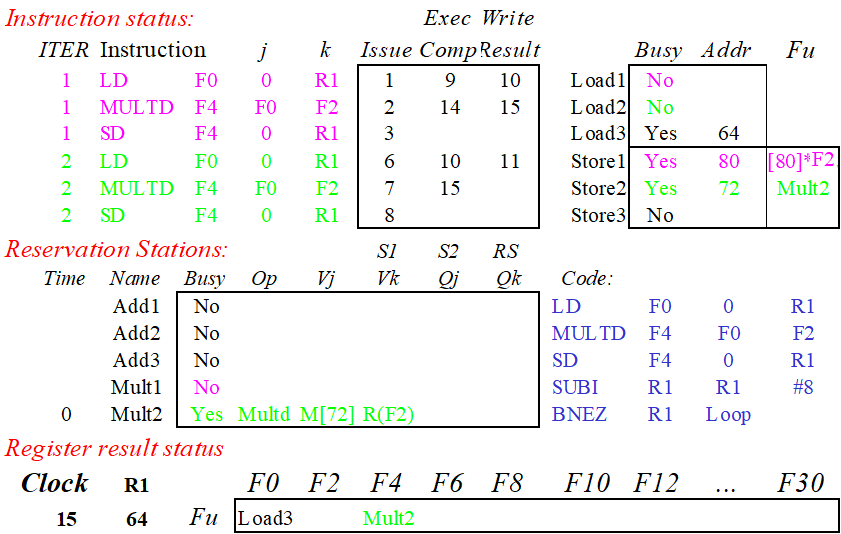 Instruction status: Exec Write
ITER Instruction j k Issue Comp Result Busy Addr Fu
1 LD F0 0 R1 1 9 10 Load1 No
1 MULTD F4 F0 F2 2 14 15 Load2 No
1 SD F4 0 R1 3 Load3 Yes 64
2 LD F0 0 R1 6 10 11 Store1 Yes 80 [80]*F2
2 MULTD F4 F0 F2 7 15 Store2 Yes 72 Mult2
2 SD F4 0 R1 8 Store3 No
Reservation Stations: S1 S2 RS
Time Name Busy Op Vj Vk Qj Qk Code:
Add1 No LD F0 0 R1
Add2 No MULTD F4 F0 F2
Add3 No SD F4 0 R1
Mult1 No SUBI R1 R1 #8
0 Mult2 Yes Multd M[72] R(F2) BNEZ R1 Loop
Register result status
Clock R1 F0 F2 F4 F6 F8 F10 F12 ... F30
15 64 Fu Load3 Mult2